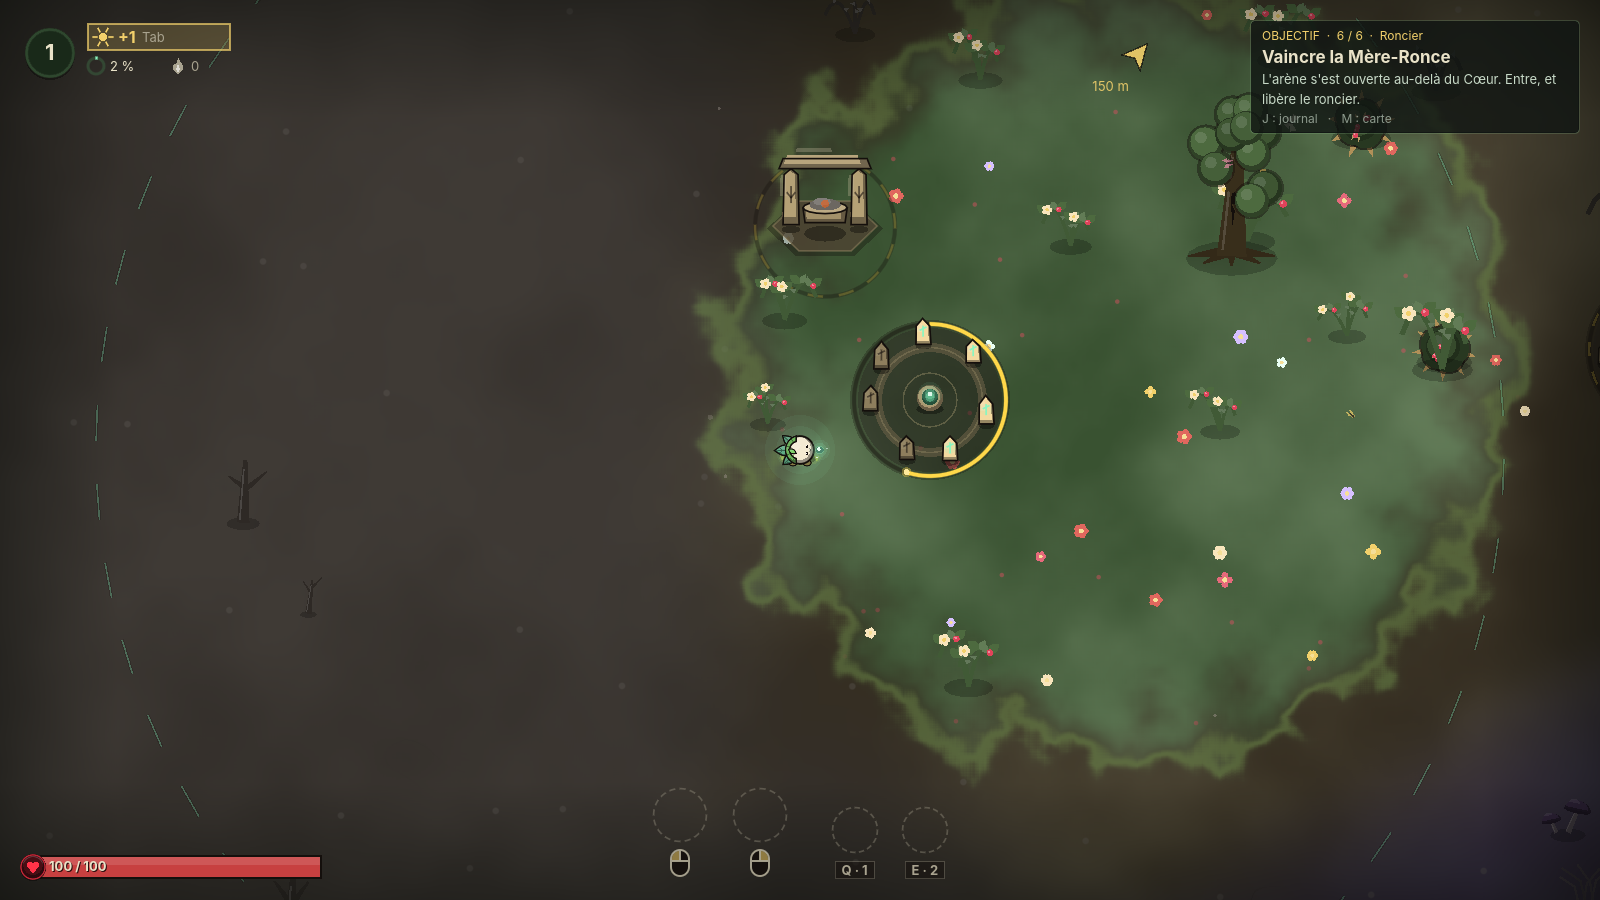 1
+1 Tab
2 %
0
OBJECTIF · 6 / 6 · Roncier
Vaincre la Mère-Ronce
L'arène s'est ouverte au-delà du Cœur. Entre, et
libère le roncier.
J : journal · M : carte
150 m
100 / 100
Q · 1
E · 2